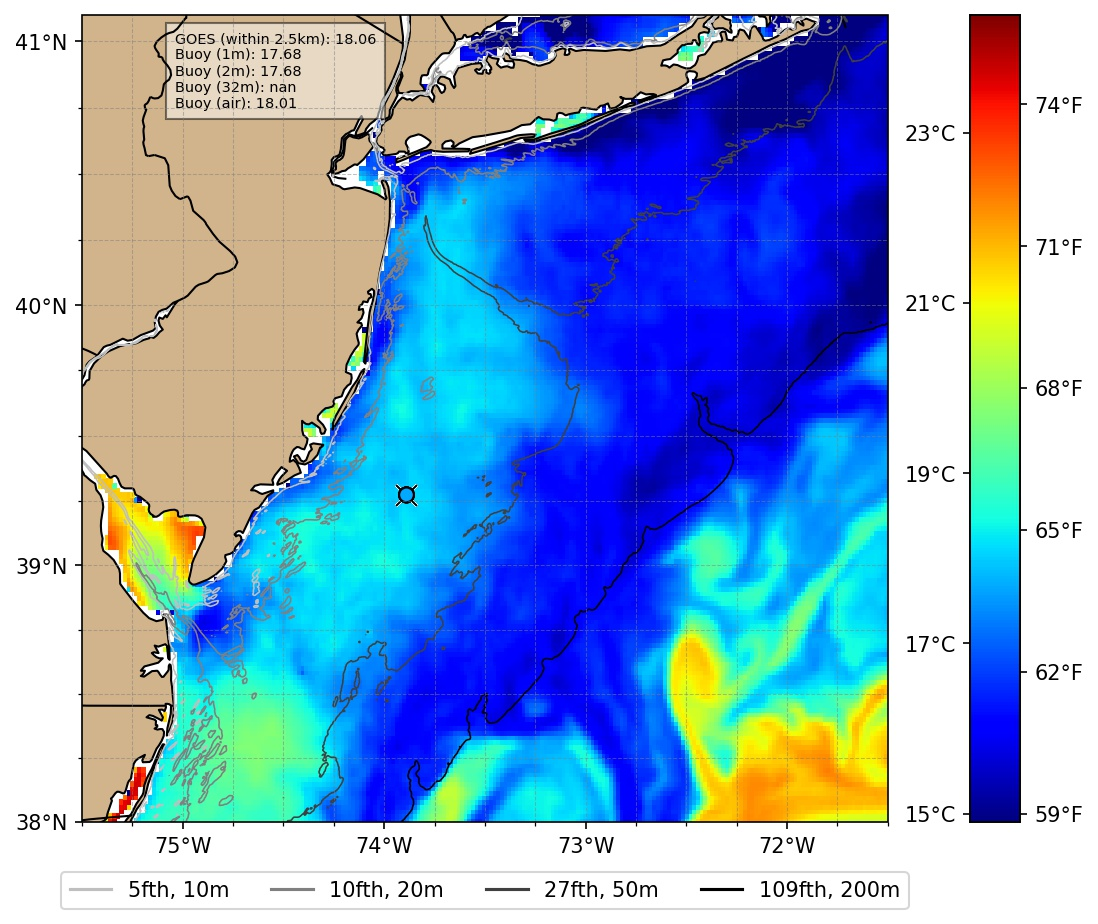 GOES (within 2.5km): 18.06
Buoy (1m): 17.68
Buoy (2m): 17.68
Buoy (32m): nan
Buoy (air): 18.01
41°N
40°N
39°N
38°N
75°W
74°W
73°W
72°W
23°C
21°C
19°C
17°C
15°C
74°F
71°F
68°F
65°F
62°F
59°F
5fth, 10m
10fth, 20m
27fth, 50m
109fth, 200m